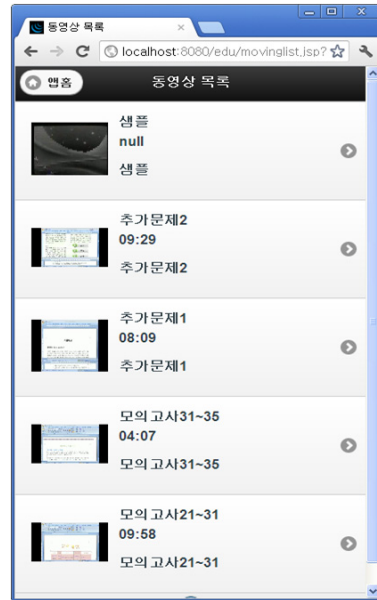 동영상 목록
localhost:8080/edu/movinglist.jsp?
앱홈
동영상 목록
샘플
null
샘플
추가문제2
09:29
추가문제2
추가문제1
08:09
추가문제1
모의고사31~35
04:07
모의고사31~35
모의고사21~31
09:58
모의고사21~31